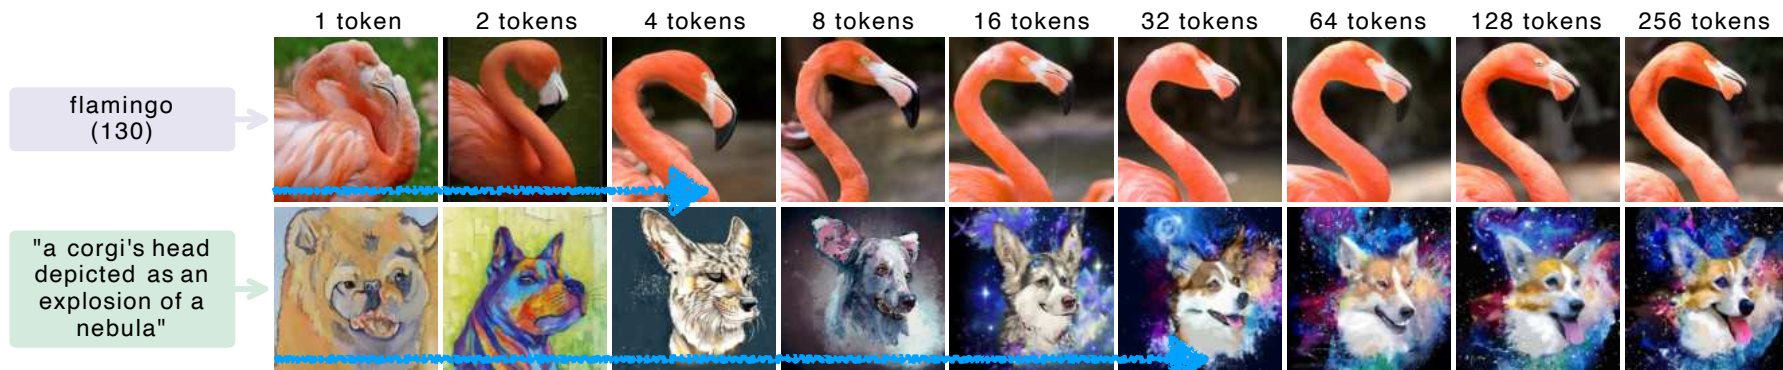 1 token 2 tokens 4 tokens 8 tokens 16 tokens 32 tokens 64 tokens 128 tokens 256 tokens
flamingo
(130)
"a corgi's head
depicted as an
explosion of a
nebula"